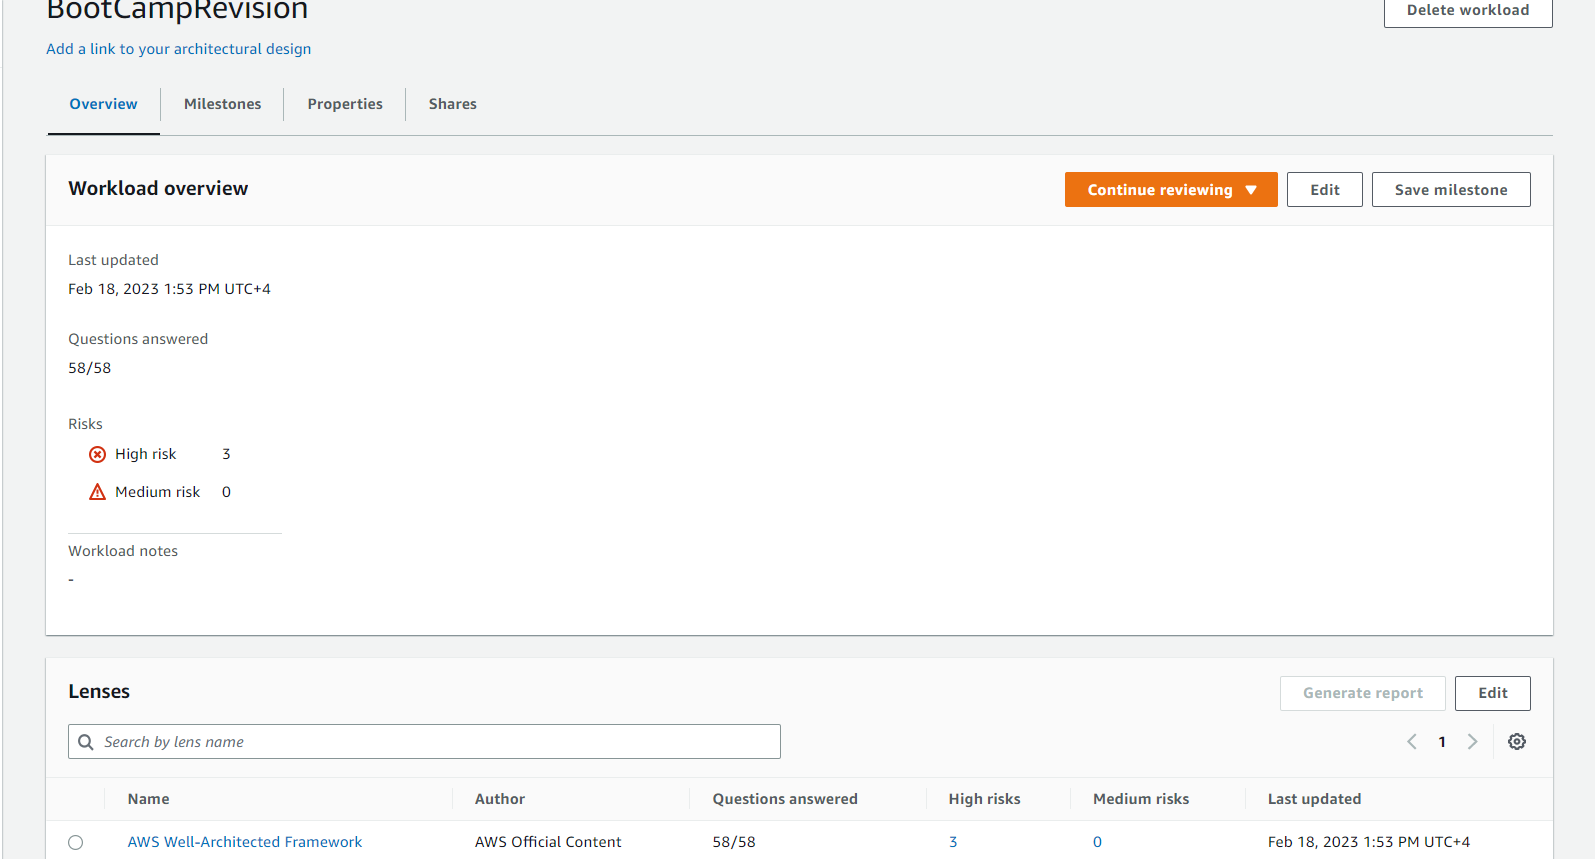 BootCampRevision
Delete workload
Add a link to your architectural design
Overview Milestones Properties Shares
Workload overview
Continue reviewing Edit Save milestone
Last updated
Feb 18, 2023 1:53 PM UTC+4
Questions answered
58/58
Risks
High risk 3
Medium risk 0
Workload notes
-
Lenses
Generate report Edit
Search by lens name
1
Name Author Questions answered High risks Medium risks Last updated
AWS Well-Architected Framework AWS Official Content 58/58 3 0 Feb 18, 2023 1:53 PM UTC+4